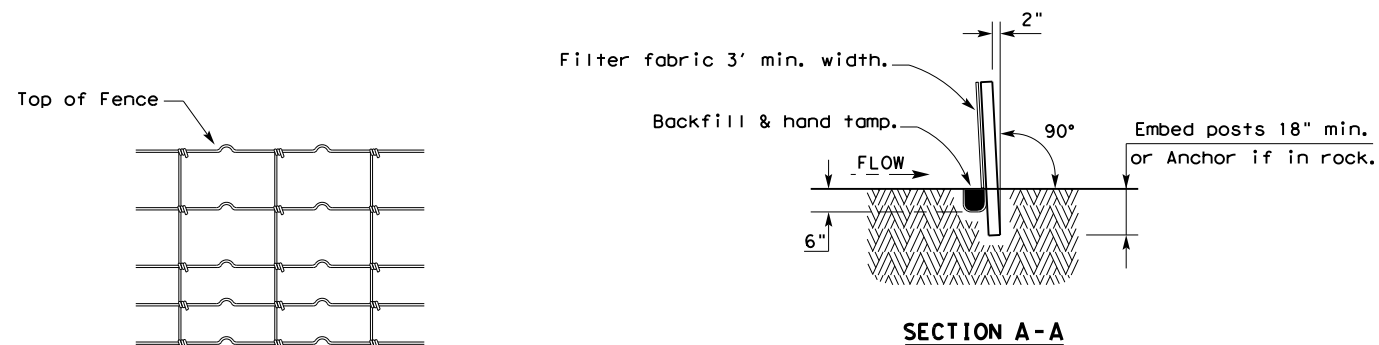 2"
Filter fabric 3' min. width.
Top of Fence
Backfill & hand tamp.
90°
Embed posts 18" min.
or Anchor if in rock.
FLOW
6"
SECTION A-A